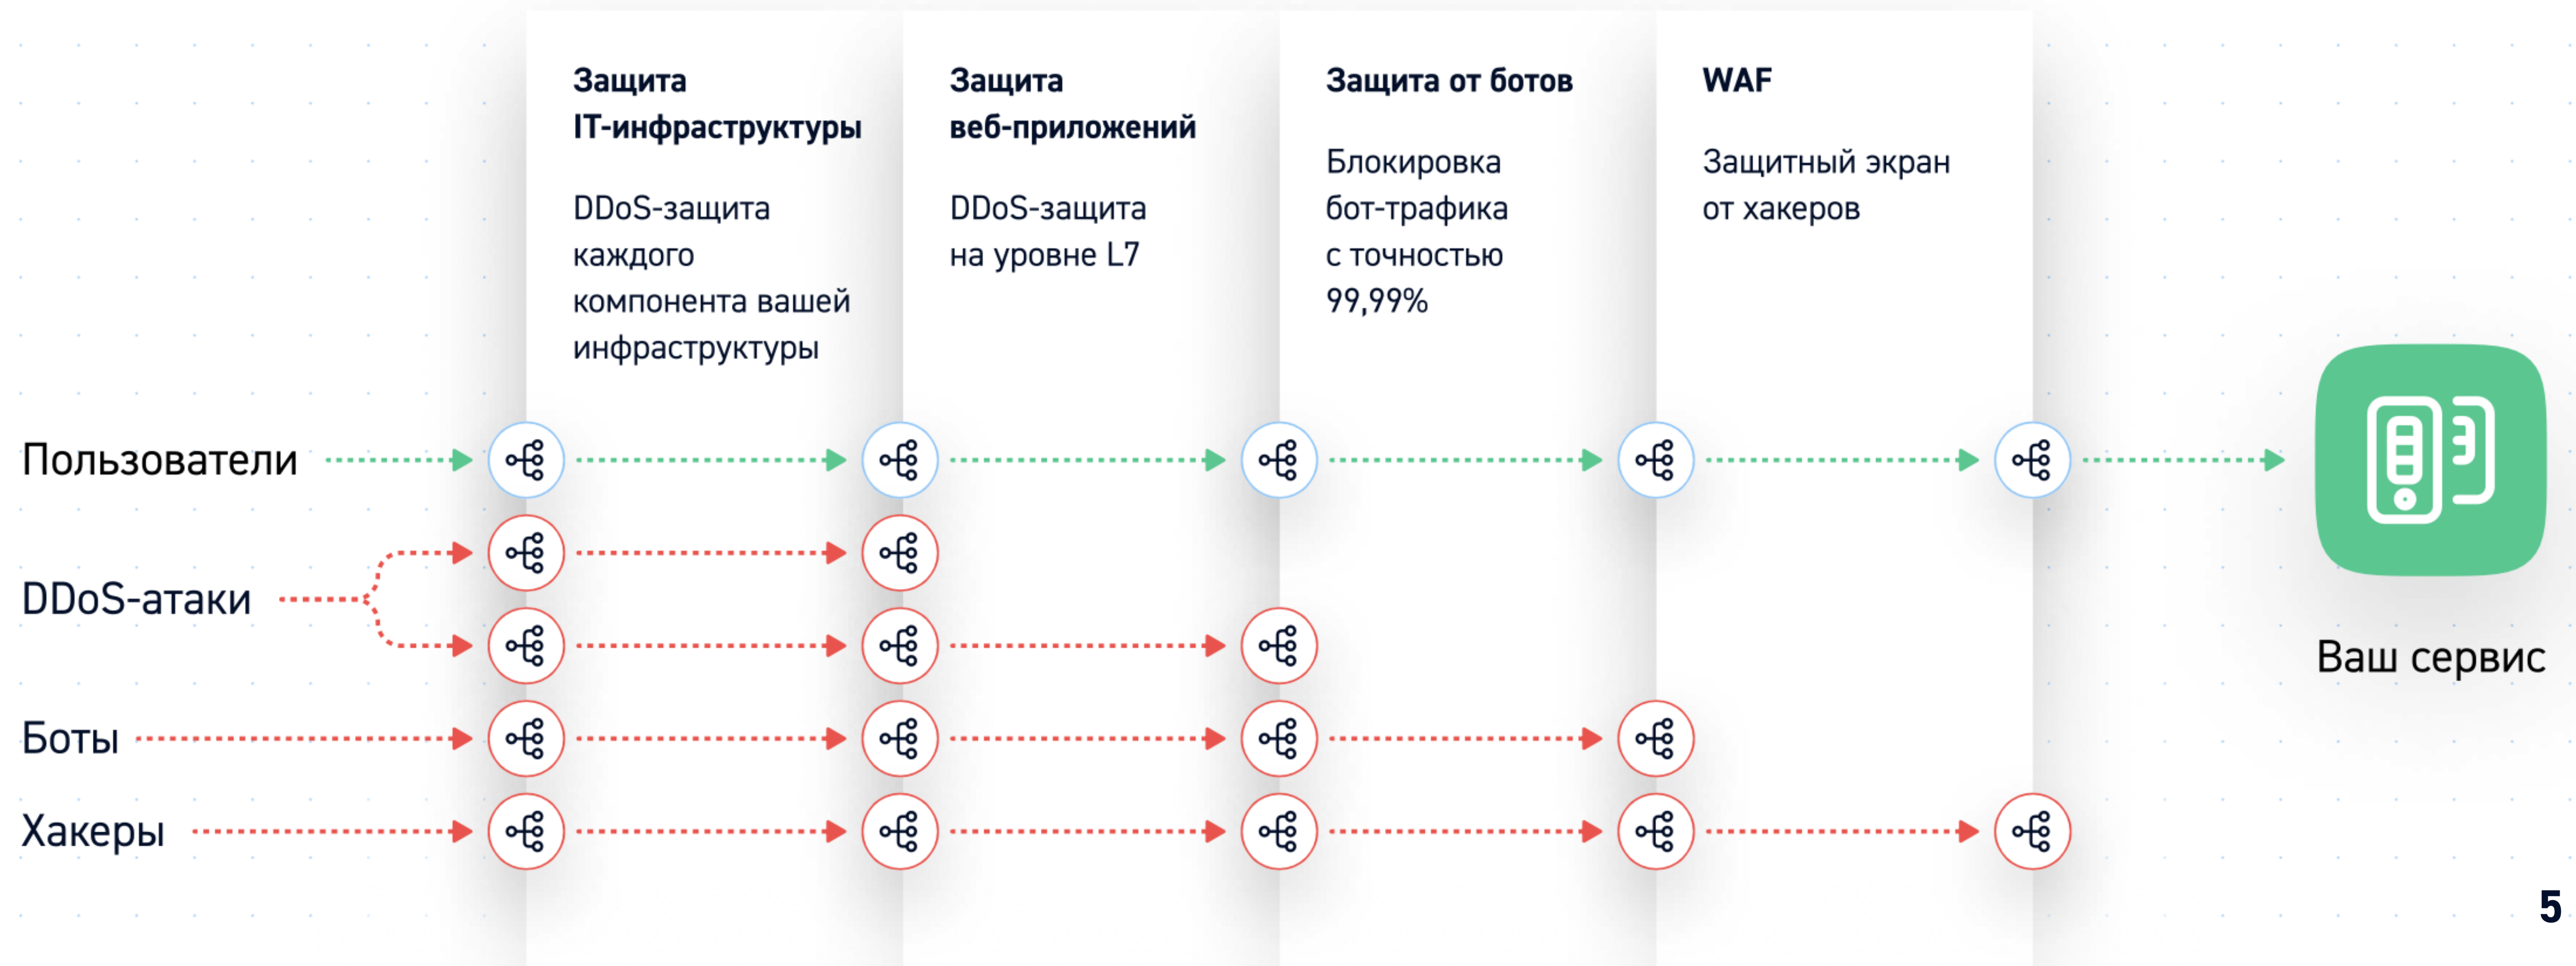 Защита
IT-инфраструктуры
DDoS-защита
каждого
компонента вашей
инфраструктуры
Защита
веб-приложений
DDoS-защита
на уровне L7
Защита от ботов
Блокировка
бот-трафика
с точностью
99,99%
WAF
Защитный экран
от хакеров
Пользователи
DDoS-атаки
Боты
Хакеры
Ваш сервис
5